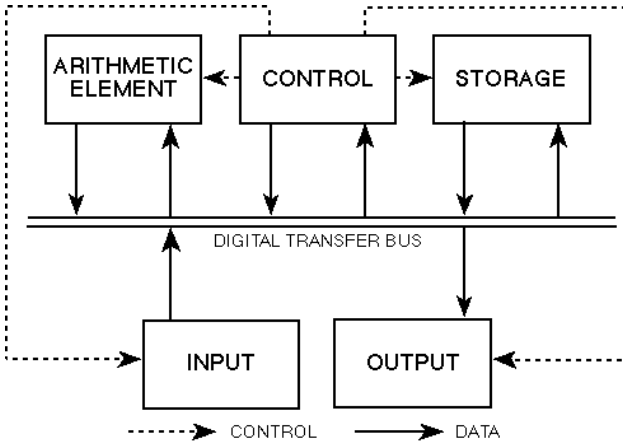 ARITHMETIC
ELEMENT
CONTROL
STORAGE
DIGITAL TRANSFER BUS
INPUT
OUTPUT
CONTROL
DATA